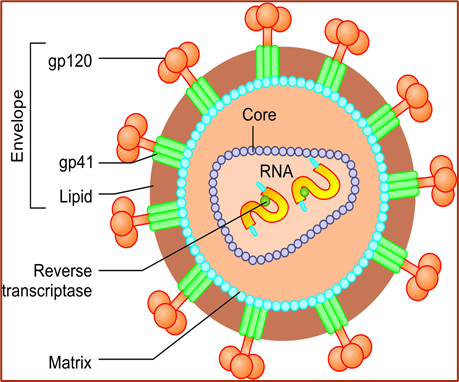 Envelope
gp120
gp41
Lipid
Core
RNA
Reverse
transcriptase
Matrix